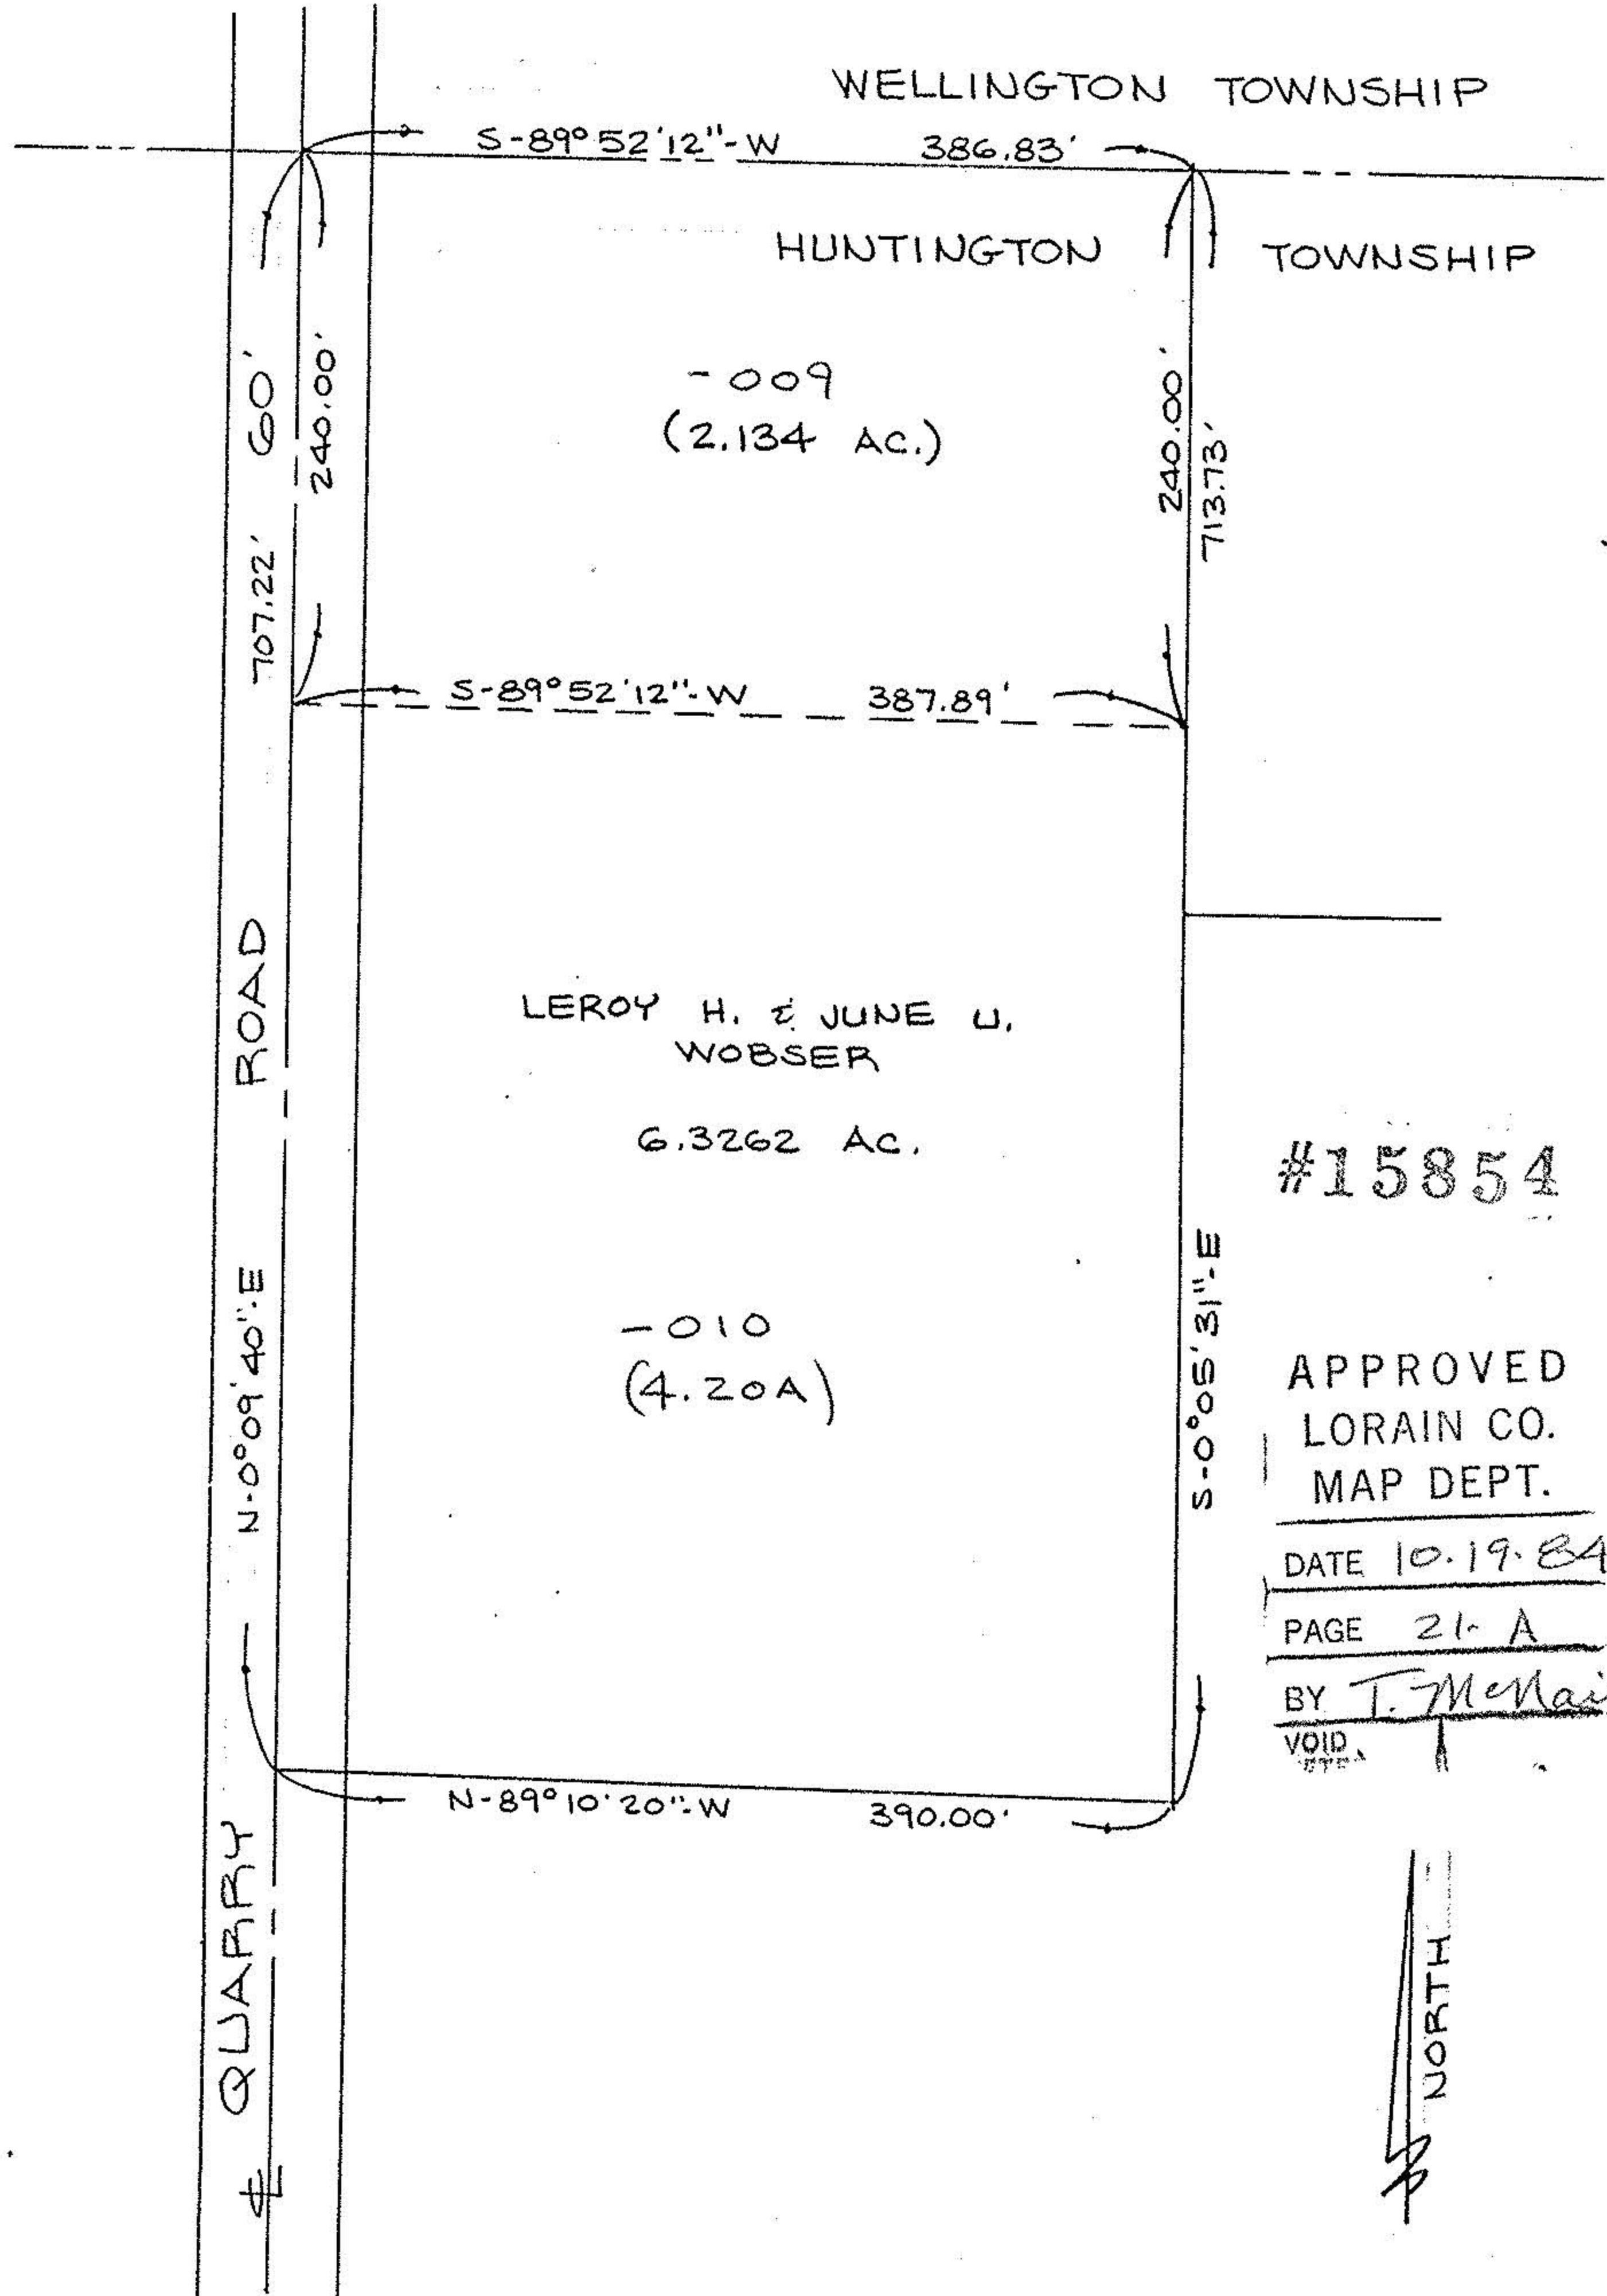 WELLINGTON TOWNSHIP
S-89°52'12"-W 386.83'
HUNTINGTON TOWNSHIP
60'
240.00'
707.22'
-009
(2.134 AC.)
240.00'
713.73'
S-89°52'12"-W 387.89'
LEROY H. & JUNE U.
WOBSER
6.3262 AC.
#15854
-010
(4.20A)
N-0°09'40"-E
S-0°05'31"-E
APPROVED
LORAIN CO.
MAP DEPT.
DATE 10.19.84
PAGE 21-A
BY T.
VOID
N-89°10'20"-W 390.00'
℄ QUARRY ROAD
NORTH